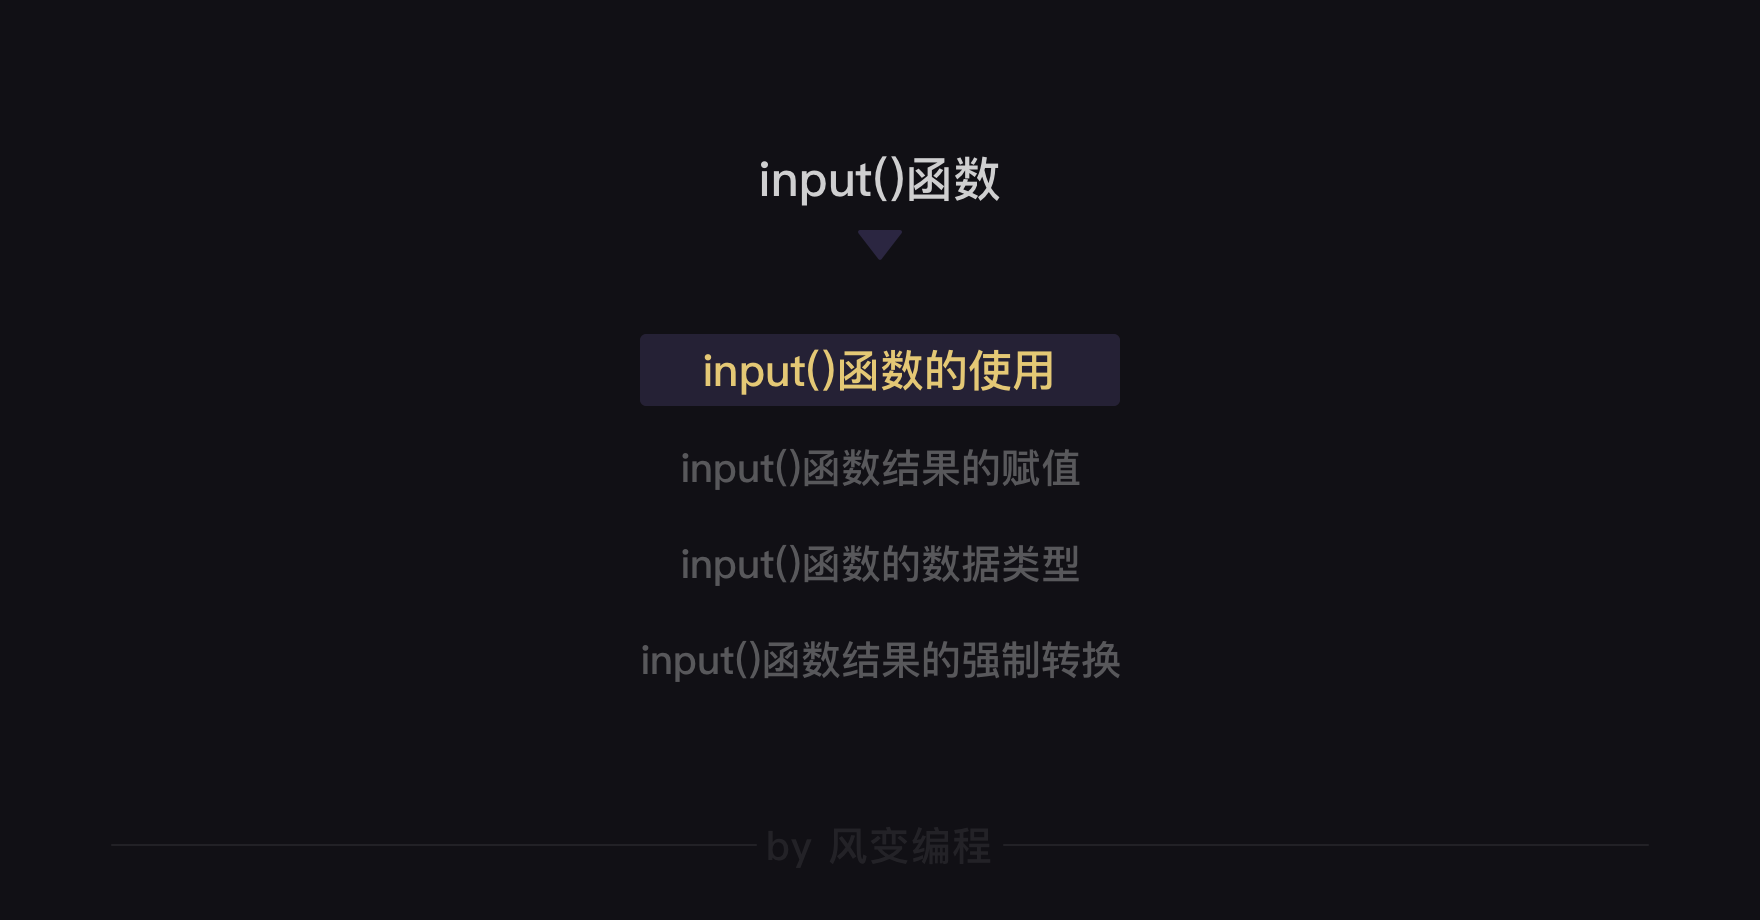 input()函数
input()函数的使用
input()函数结果的赋值
input()函数的数据类型
input()函数结果的强制转换
by 风变编程